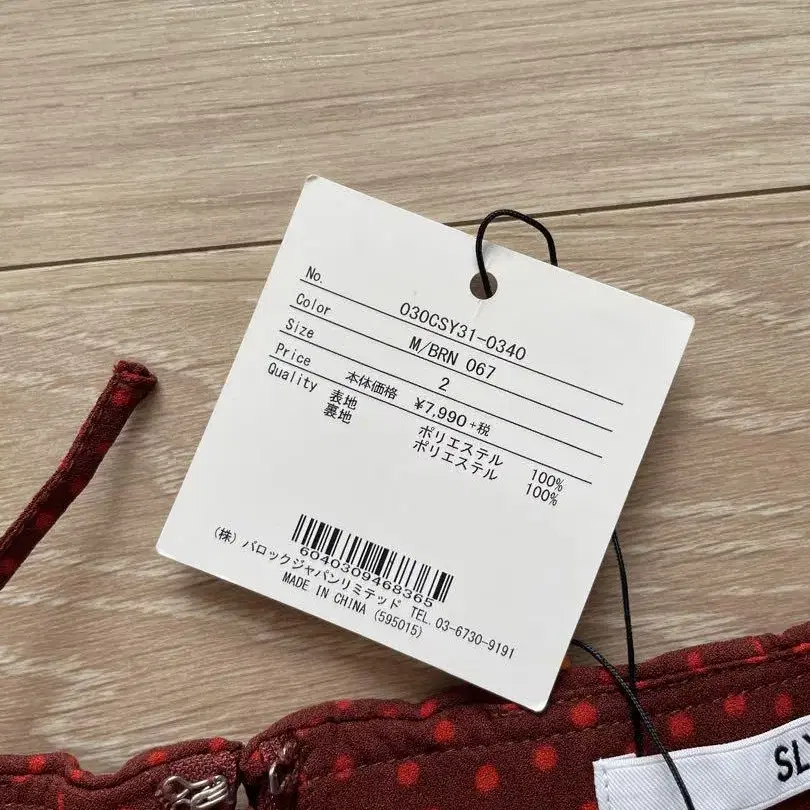 No. 030CSY31-0340
Color M/BRN 067
Size 2
Price 本体価格 ¥7,990+税
Quality 表地 ポリエステル 100%
裏地 ポリエステル 100%
6040309468365
(株) バロックジャパンリミテッド TEL. 03-6730-9191
MADE IN CHINA (595015)